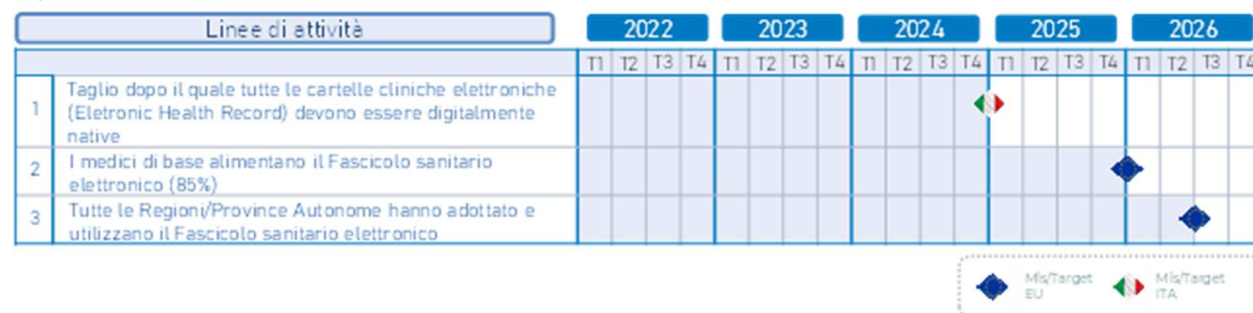 Linee di attività 2022 2023 2024 2025 2026
T1 T2 T3 T4 T1 T2 T3 T4 T1 T2 T3 T4 T1 T2 T3 T4 T1 T2 T3 T4
Taglio dopo il quale tutte le cartelle cliniche elettroniche
1 (Eletronic Health Record) devono essere digitalmente
native
2 I medici di base alimentano il Fascicolo sanitario
elettronico (85%)
3 Tutte le Regioni/Province Autonome hanno adottato e
utilizzano il Fascicolo sanitario elettronico
Mls/Target Mls/Target
EU ITA